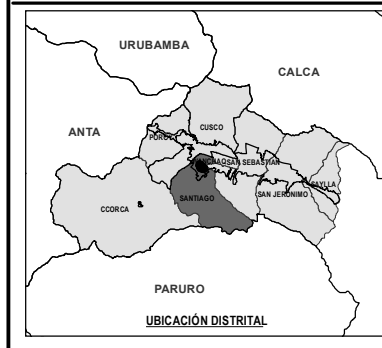 URUBAMBA
CALCA
ANTA
CUSCO
SAN SEBASTIAN
SAYLLA
CCORCA
SANTIAGO
SAN JERONIMO
PARURO
UBICACIÓN DISTRITAL